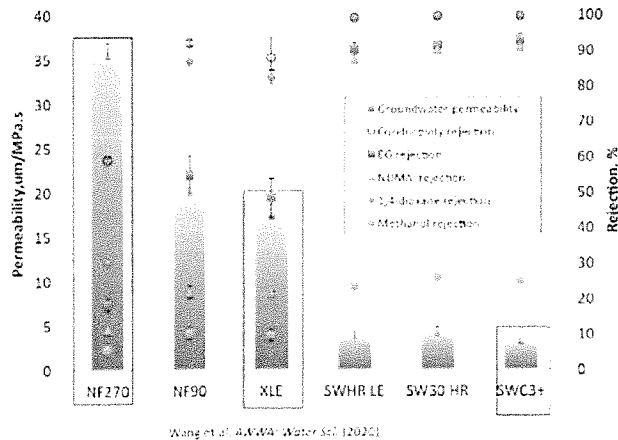 40
35
30
25
20
15
10
5
0
Permeability,um/MPa.s
100
90
80
70
60
50
40
30
20
10
0
Rejection, %
Groundwater permeability
Conductivity rejection
EG rejection
NDMA rejection
1,4-dioxane rejection
Methanol rejection
NF270 NF90 XLE SWHR LE SW30 HR SWC3+
Wang et al, AWWA: Water Sci. (2020)